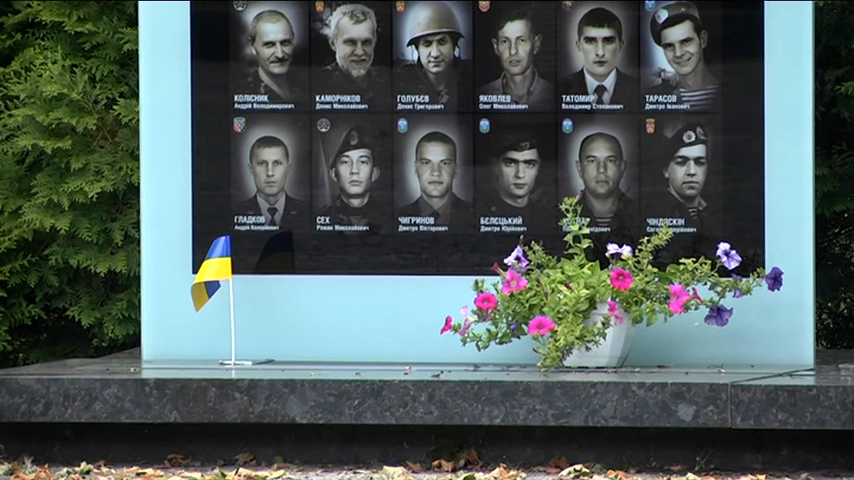 КОЛІСНИК
Андрій Володимирович
КАМОРНІКОВ
Денис Миколайович
ГОЛУБЄВ
Денис Григорович
ЯКОВЛЕВ
Олег Миколайович
ТАТОМИР
Володимир Степанович
ТАРАСОВ
Дмитро Іванович
ГЛАДКОВ
Андрій Валерійович
СЕХ
Роман Миколайович
ЧИГРИНОВ
Дмитро Вікторович
БЄЛЄЦЬКИЙ
Дмитро Юрійович
ЧІНДЯСКІН